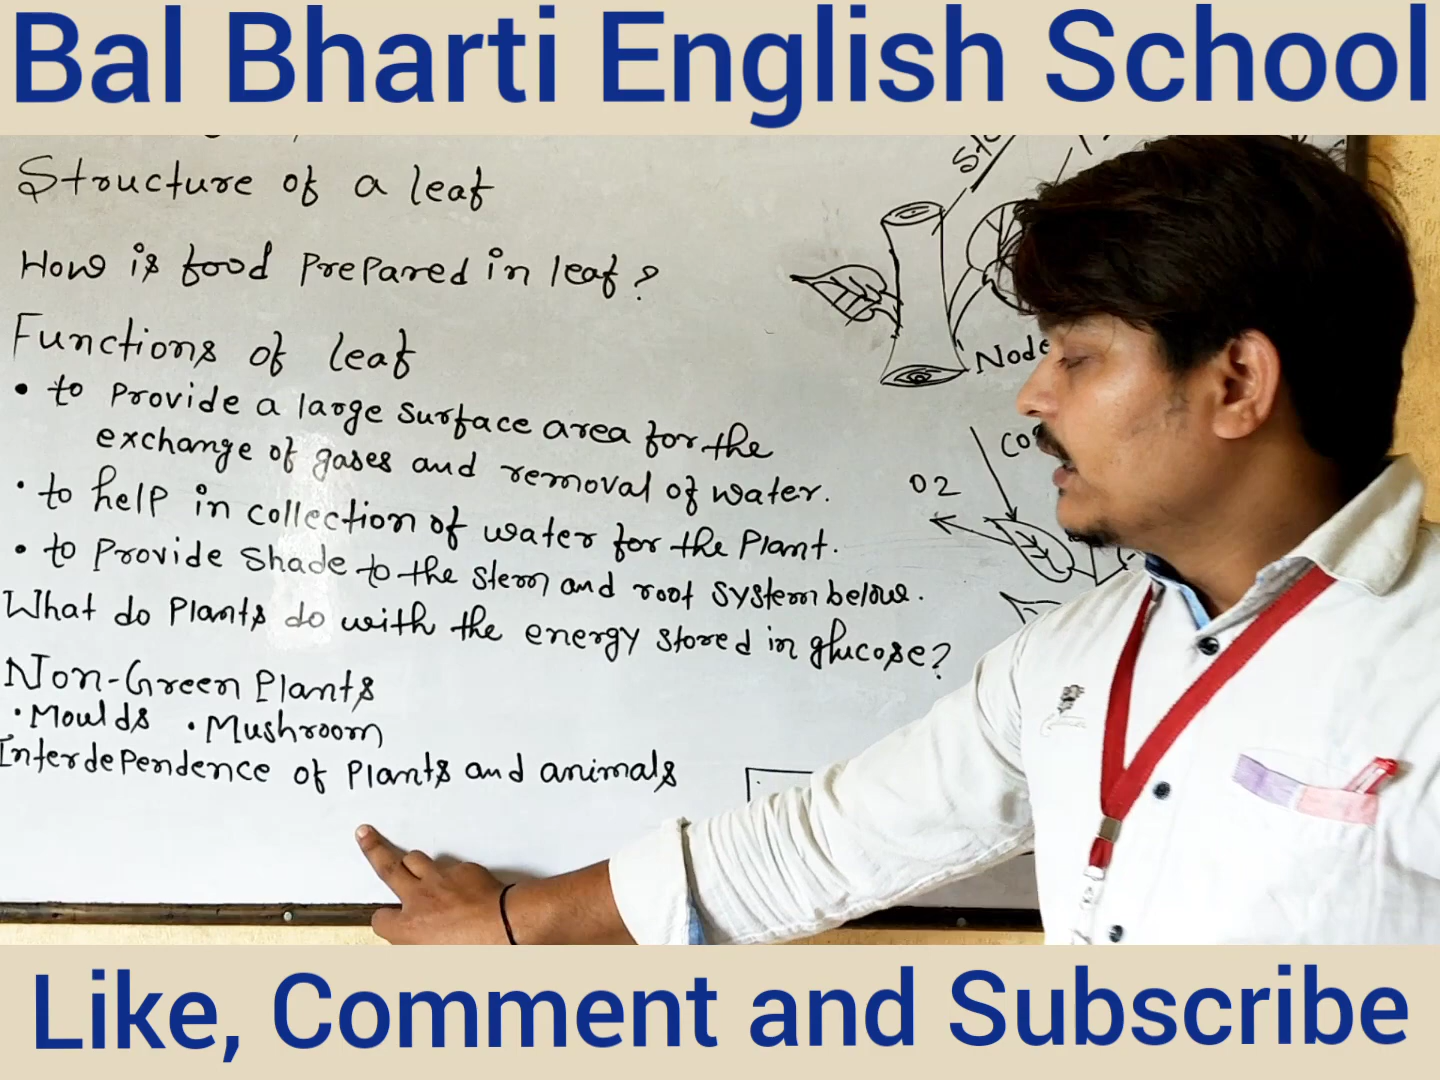 Bal Bharti English School
Structure of a leaf
How is food prepared in leaf?
Functions of leaf
• to provide a large surface area for the
exchange of gases and removal of water.
• to help in collection of water for the plant.
• to provide shade to the stem and root system below.
What do plants do with the energy stored in glucose?
Non-Green Plants
• Moulds • Mushroom
Interdependence of plants and animals
Node
O2
Like, Comment and Subscribe